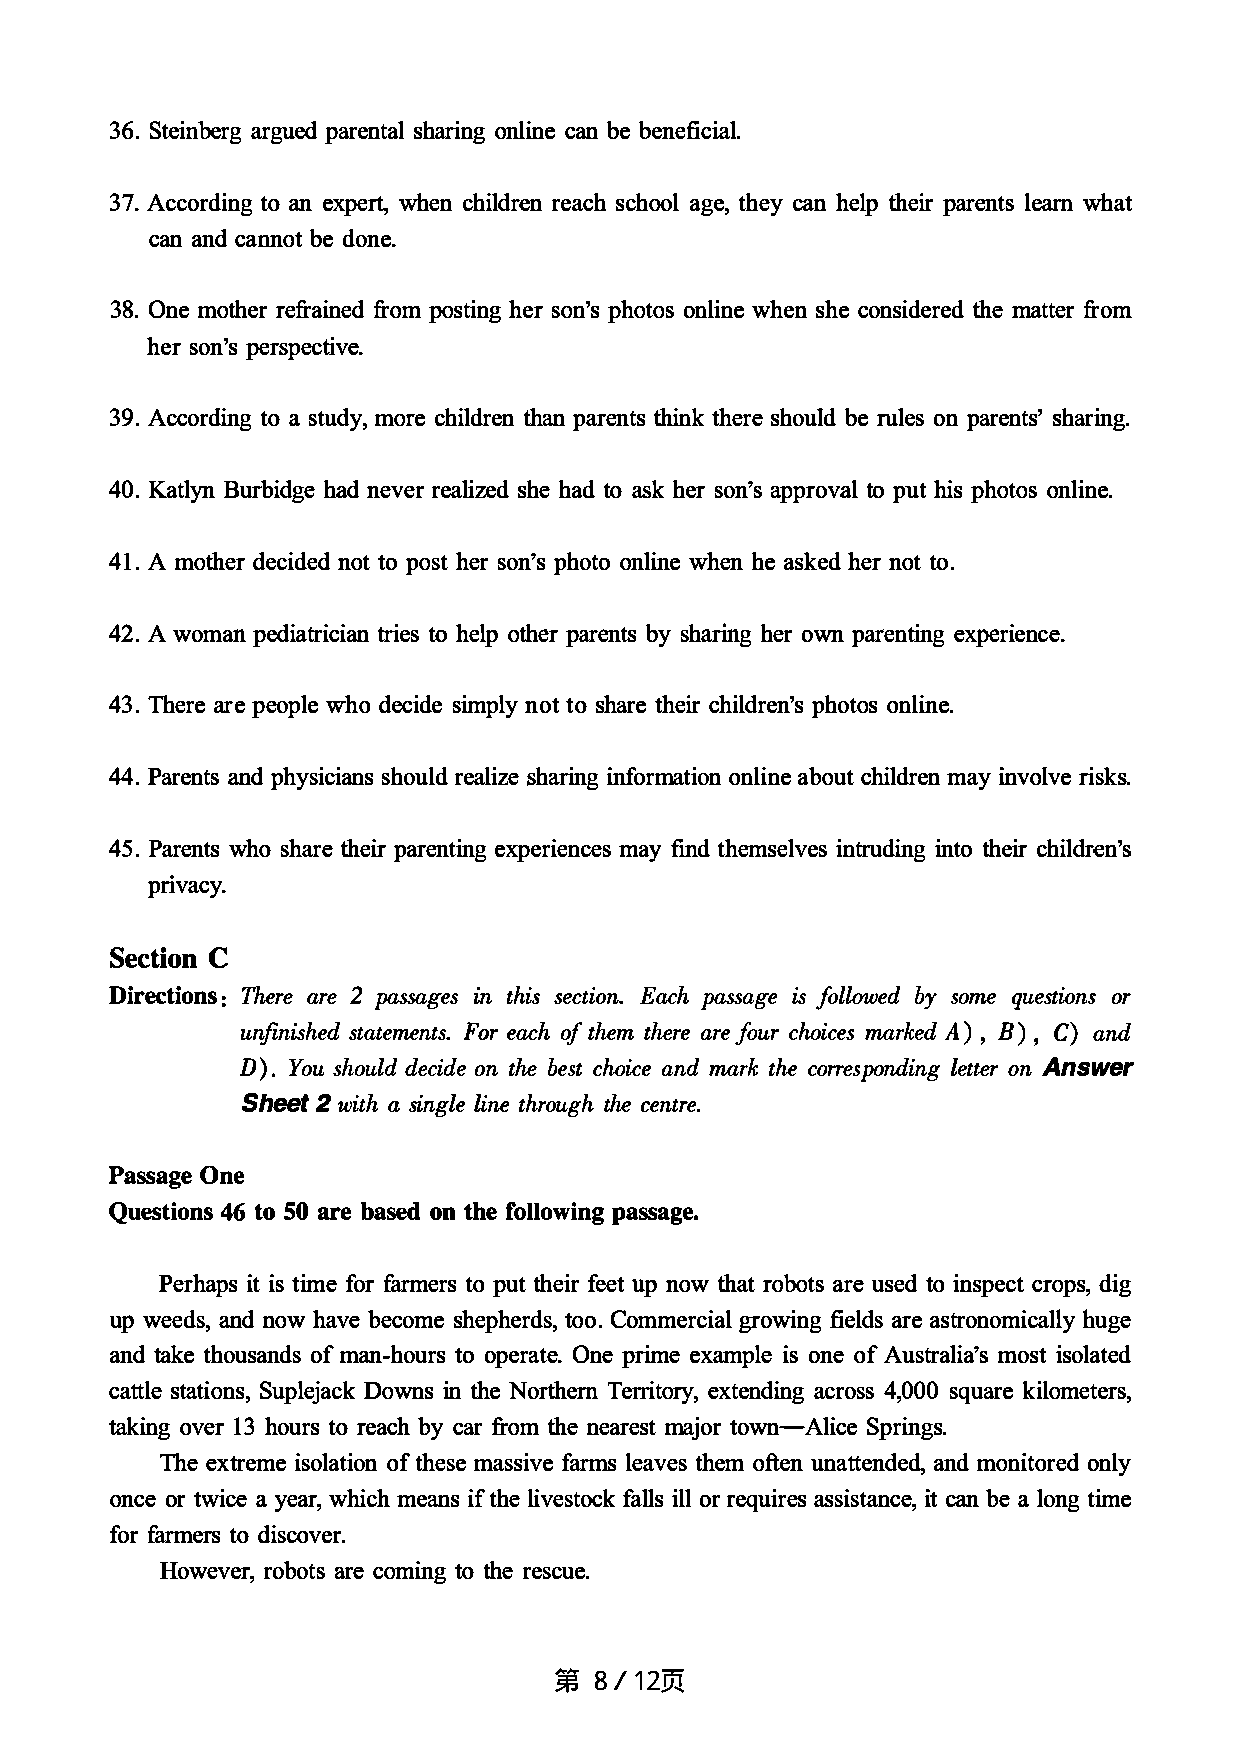 36. Steinberg argued parental sharing online can be beneficial.
37. According to an expert, when children reach school age, they can help their parents learn what
can and cannot be done.
38. One mother refrained from posting her son’s photos online when she considered the matter from
her son’s perspective.
39. According to a study, more children than parents think there should be rules on parents’ sharing.
40. Katlyn Burbidge had never realized she had to ask her son’s approval to put his photos online.
41. A mother decided not to post her son’s photo online when he asked her not to.
42. A woman pediatrician tries to help other parents by sharing her own parenting experience.
43. There are people who decide simply not to share their children’s photos online.
44. Parents and physicians should realize sharing information online about children may involve risks.
45. Parents who share their parenting experiences may find themselves intruding into their children’s
privacy.
Section C
Directions: There are 2 passages in this section. Each passage is followed by some questions or
unfinished statements. For each of them there are four choices marked A), B), C) and
D). You should decide on the best choice and mark the corresponding letter on Answer
Sheet 2 with a single line through the centre.
Passage One
Questions 46 to 50 are based on the following passage.
Perhaps it is time for farmers to put their feet up now that robots are used to inspect crops, dig
up weeds, and now have become shepherds, too. Commercial growing fields are astronomically huge
and take thousands of man-hours to operate. One prime example is one of Australia’s most isolated
cattle stations, Suplejack Downs in the Northern Territory, extending across 4,000 square kilometers,
taking over 13 hours to reach by car from the nearest major town—Alice Springs.
The extreme isolation of these massive farms leaves them often unattended, and monitored only
once or twice a year, which means if the livestock falls ill or requires assistance, it can be a long time
for farmers to discover.
However, robots are coming to the rescue.
第 8 / 12页